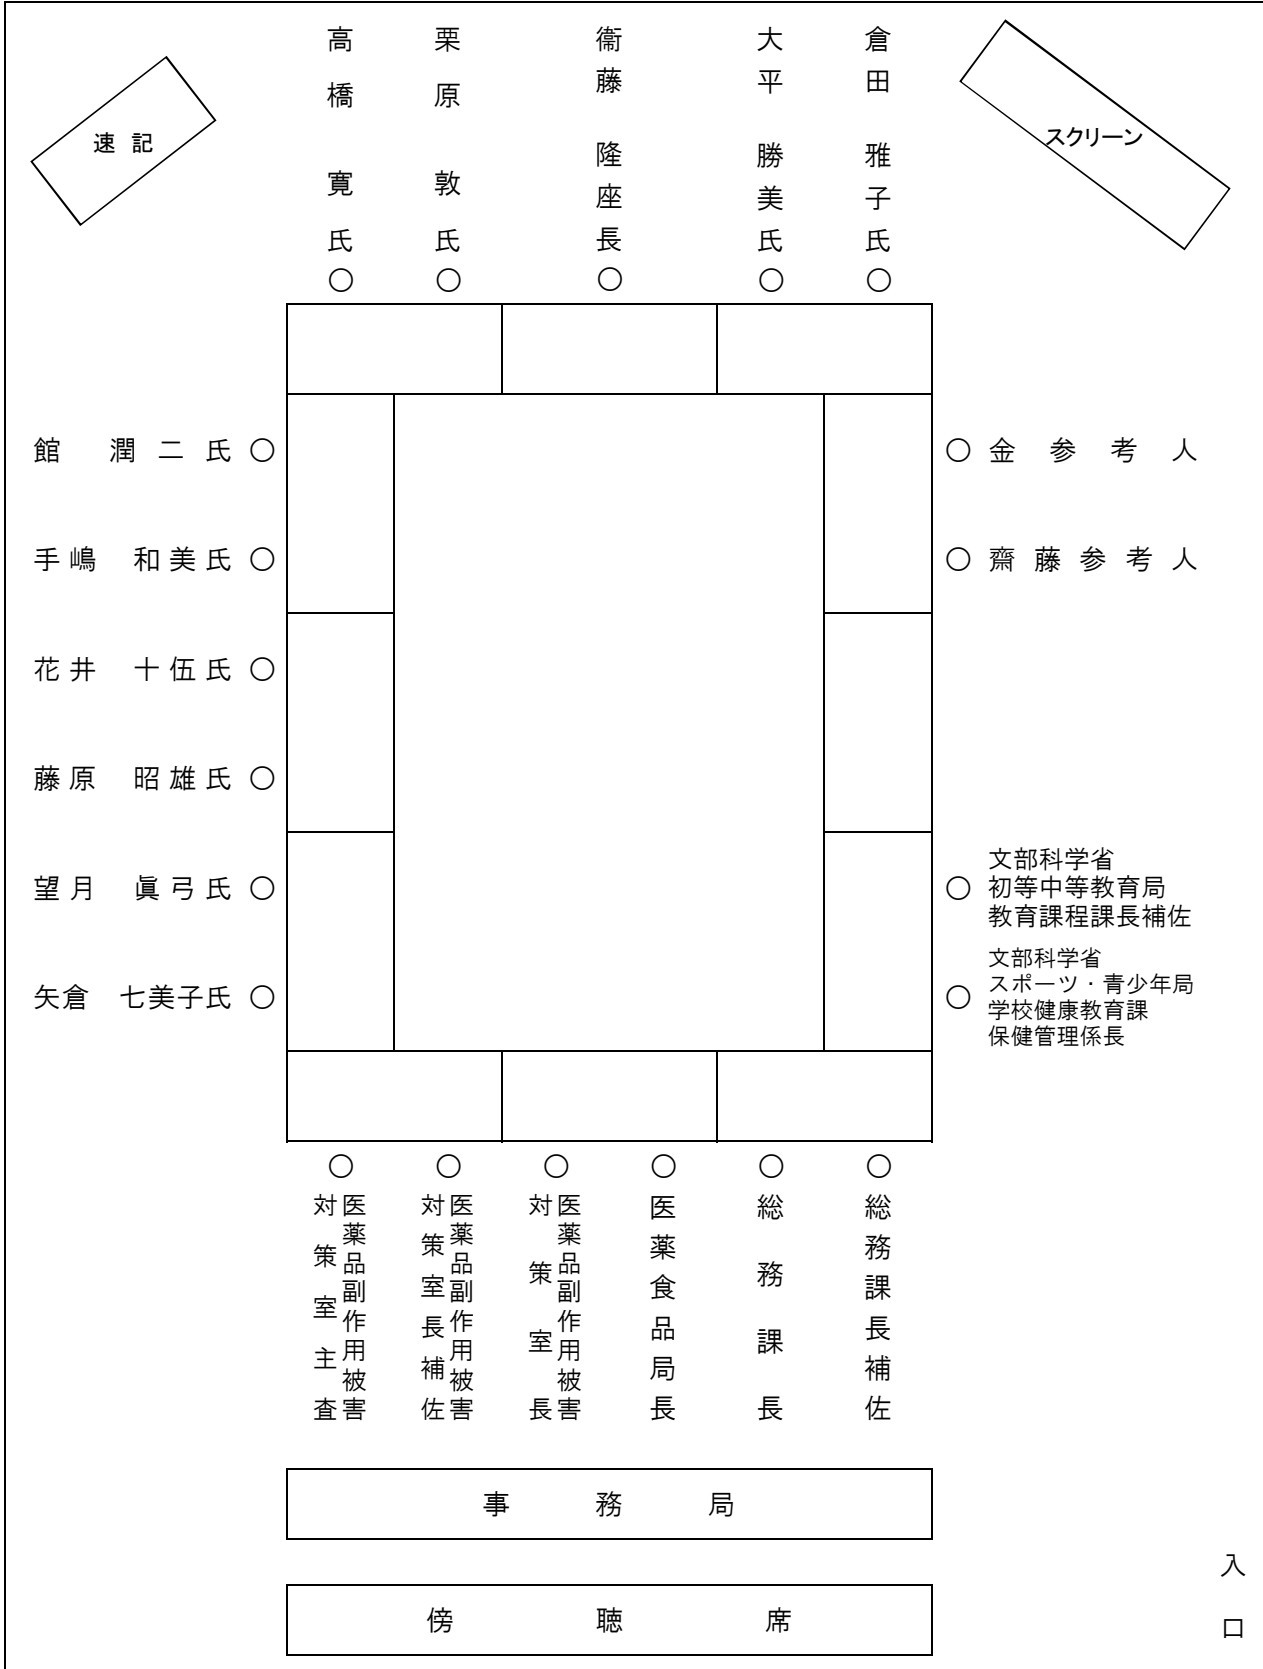 速 記
高橋 寛氏
栗原 敦氏
衞藤 隆座長
大平 勝美氏
倉田 雅子氏
スクリーン
館 潤二氏
手嶋 和美氏
花井 十伍氏
藤原 昭雄氏
望月 眞弓氏
矢倉 七美子氏
金参考人
齋藤参考人
文部科学省
初等中等教育局
教育課程課長補佐
文部科学省
スポーツ・青少年局
学校健康教育課
保健管理係長
医薬品副作用被害
対策室主査
医薬品副作用被害
対策室長補佐
医薬品副作用被害
対策室長
医薬食品局長
総務課長
総務課長補佐
事務局
傍聴席
入口